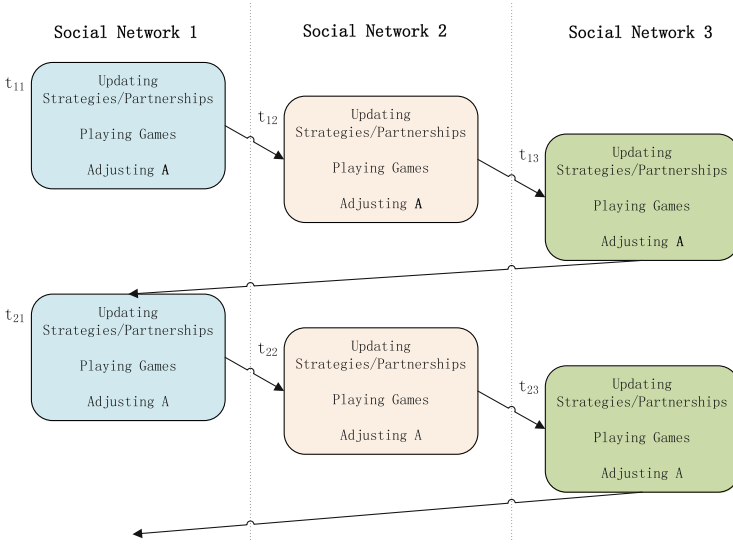 Social Network 1
Social Network 2
Social Network 3
t11
Updating
Strategies/Partnerships
Playing Games
Adjusting A
t12
Updating
Strategies/Partnerships
Playing Games
Adjusting A
t13
Updating
Strategies/Partnerships
Playing Games
Adjusting A
t21
Updating
Strategies/Partnerships
Playing Games
Adjusting A
t22
Updating
Strategies/Partnerships
Playing Games
Adjusting A
t23
Updating
Strategies/Partnerships
Playing Games
Adjusting A